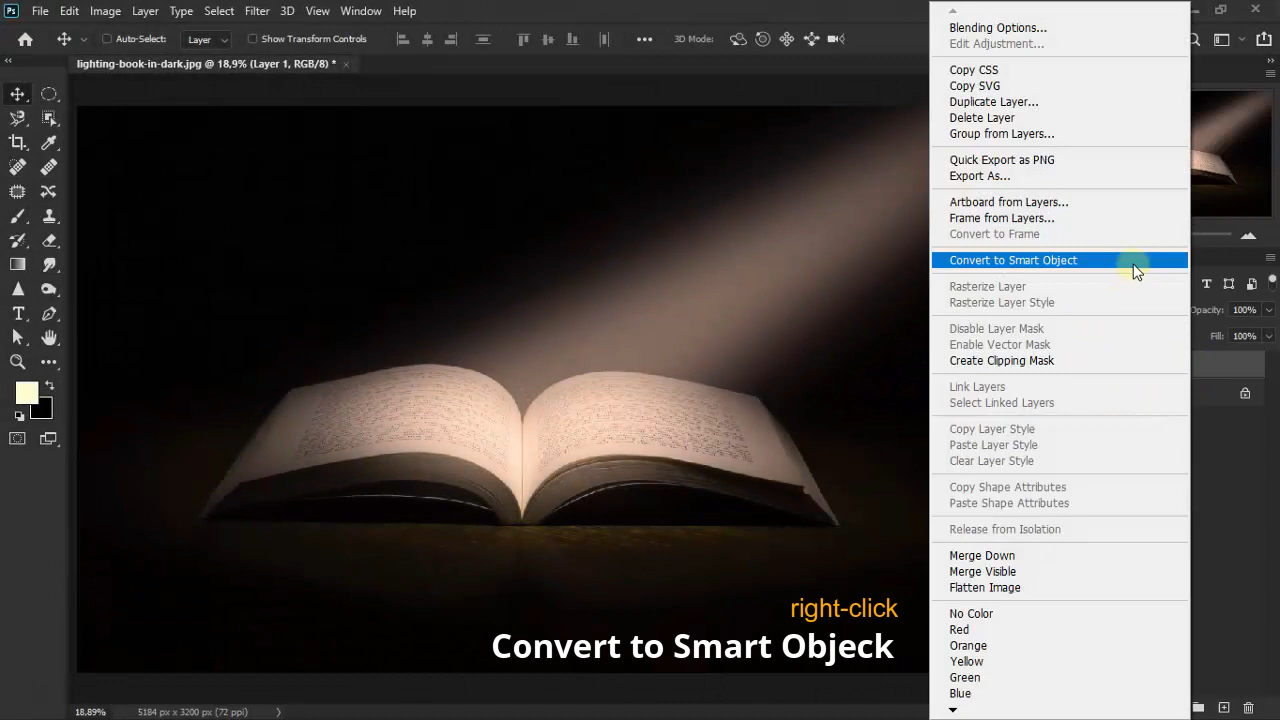 Ps File Edit Image Layer Type Select Filter 3D View Window Help
Auto-Select: Layer Show Transform Controls 3D Mode:
lighting-book-in-dark.jpg @ 18,9% (Layer 1, RGB/8) *
Blending Options...
Edit Adjustment...
Copy CSS
Copy SVG
Duplicate Layer...
Delete Layer
Group from Layers...
Quick Export as PNG
Export As...
Artboard from Layers...
Frame from Layers...
Convert to Frame
Convert to Smart Object
Rasterize Layer
Rasterize Layer Style
Disable Layer Mask
Enable Vector Mask
Create Clipping Mask
Link Layers
Select Linked Layers
Copy Layer Style
Paste Layer Style
Clear Layer Style
Copy Shape Attributes
Paste Shape Attributes
Release from Isolation
Merge Down
Merge Visible
Flatten Image
No Color
Red
Orange
Yellow
Green
Blue
Opacity: 100%
Fill: 100%
right-click
Convert to Smart Objeck
18,89% 5184 px x 3200 px (72 ppi)